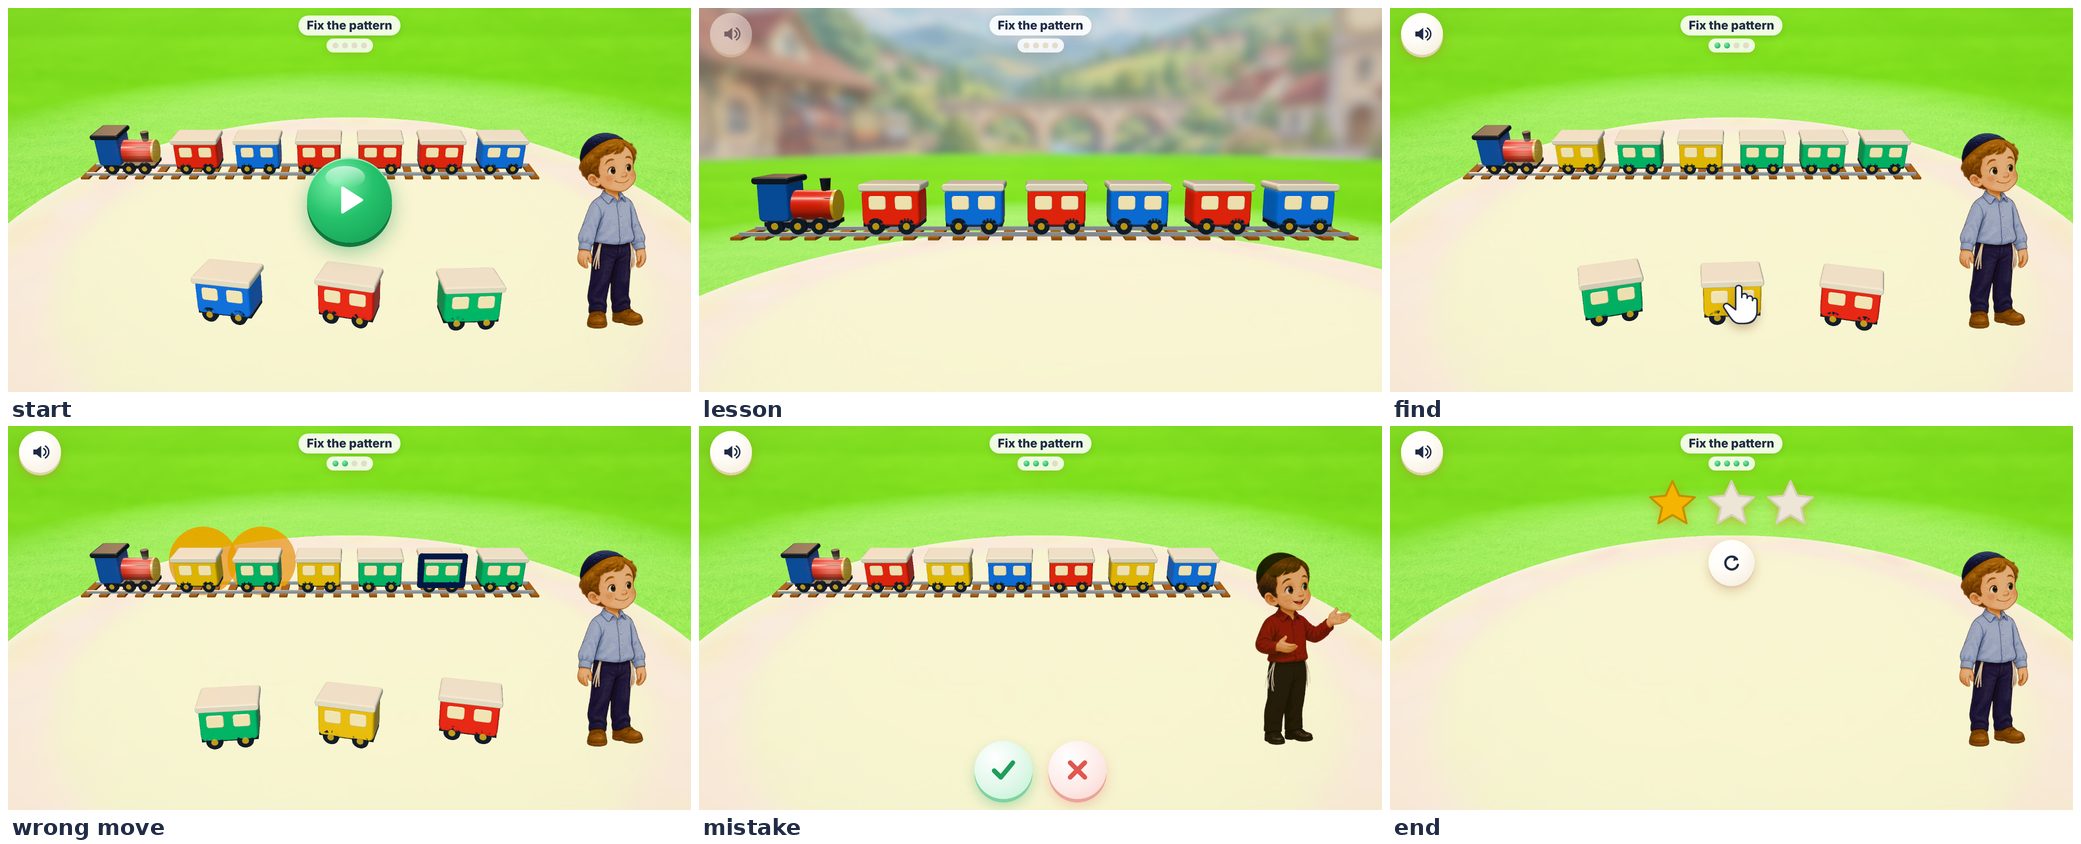 Fix the pattern
Fix the pattern
Fix the pattern
start
lesson
find
Fix the pattern
Fix the pattern
Fix the pattern
wrong move
mistake
end